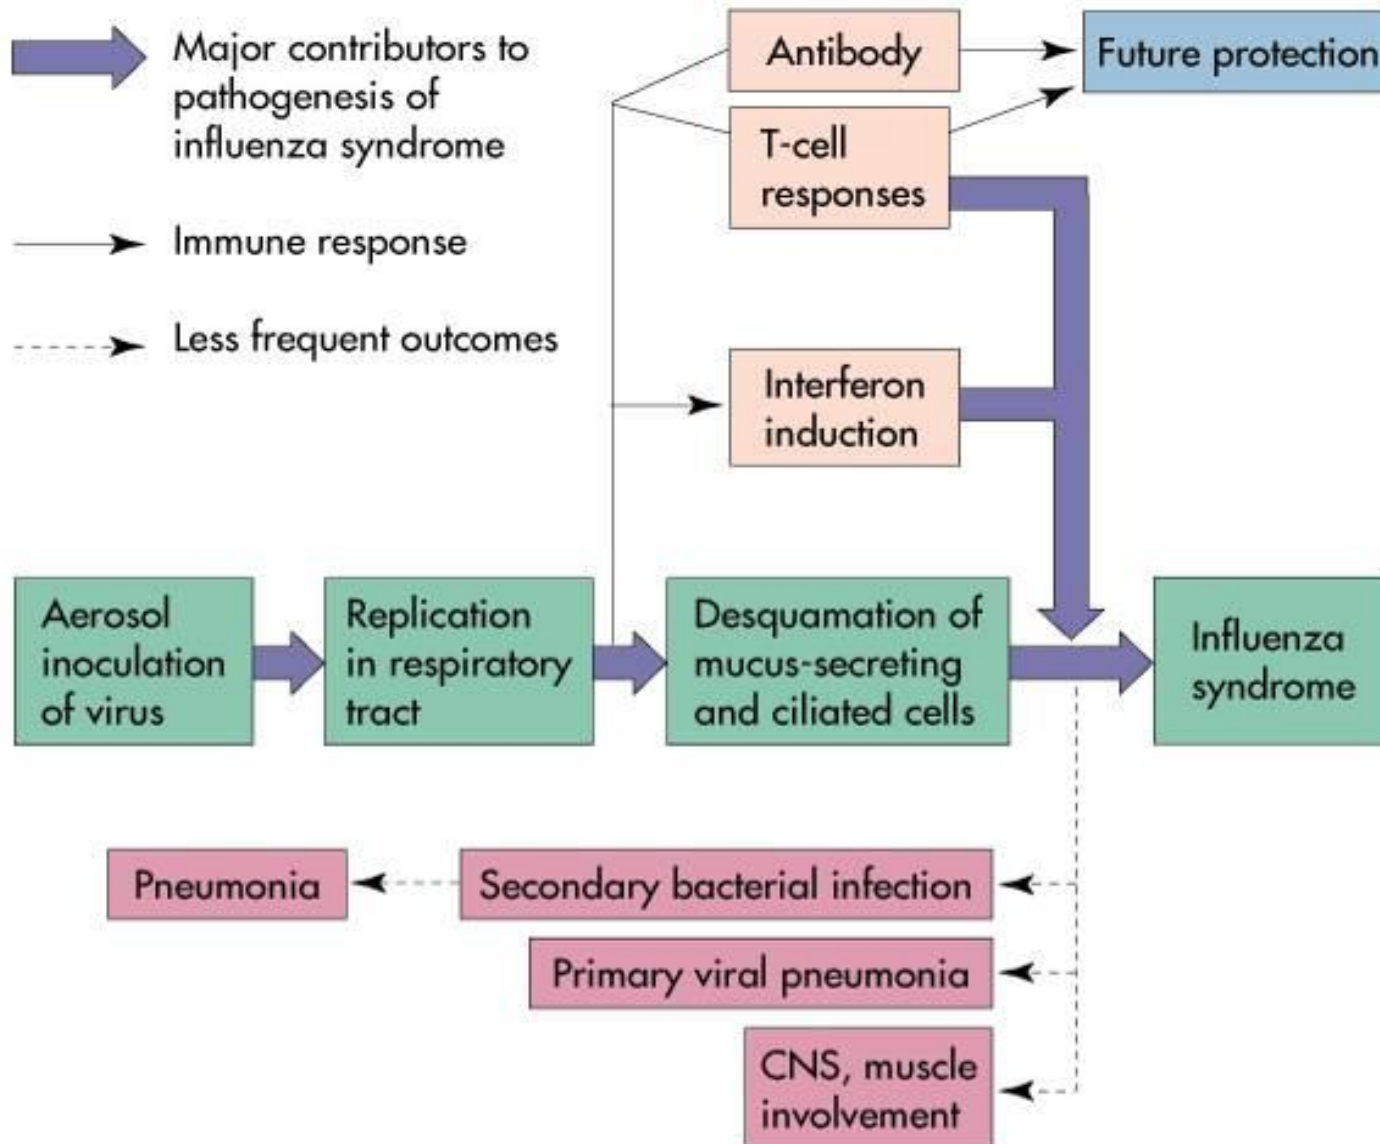 Major contributors to
pathogenesis of
influenza syndrome
Immune response
Less frequent outcomes
Antibody
Future protection
T-cell
responses
Interferon
induction
Aerosol
inoculation
of virus
Replication
in respiratory
tract
Desquamation of
mucus-secreting
and ciliated cells
Influenza
syndrome
Pneumonia
Secondary bacterial infection
Primary viral pneumonia
CNS, muscle
involvement